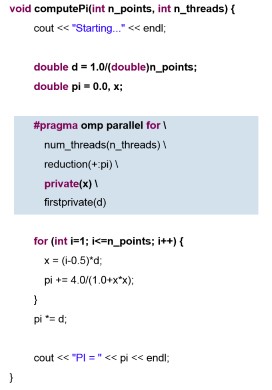 void computePi(int n_points, int n_threads) {
cout << "Starting..." << endl;
double d = 1.0/(double)n_points;
double pi = 0.0, x;
#pragma omp parallel for \
num_threads(n_threads) \
reduction(+:pi) \
private(x) \
firstprivate(d)
for (int i=1; i<=n_points; i++) {
x = (i-0.5)*d;
pi += 4.0/(1.0+x*x);
}
pi *= d;
cout << "PI = " << pi << endl;
}